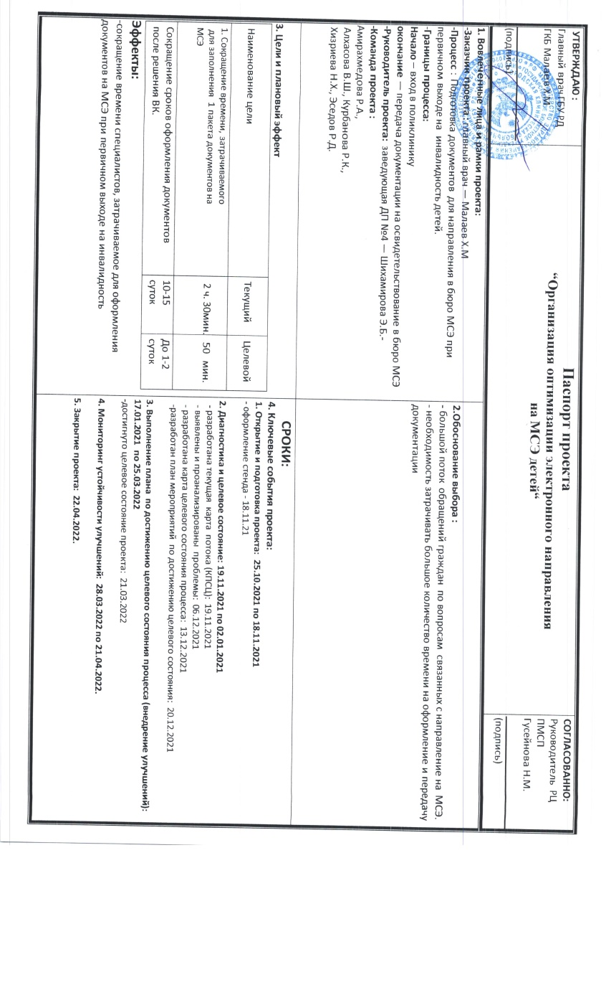 УТВЕРЖДАЮ :
Главный врач ГБУ РД
ГКБ Малаев Х.М.
(подпись)
Паспорт проекта
“Организация оптимизации электронного направления
на МСЭ детей“
СОГЛАСОВАННО:
Руководитель РЦ
ПМСП
Гусейнова Н.М.
(подпись)
1. Вовлеченные лица и рамки проекта:
-Заказчик проекта: Главный врач — Малаев Х.М
-Процесс : Подготовка документов для направления в бюро МСЭ при
первичном выходе на инвалидность детей.
-Границы процесса:
Начало – вход в поликлинику
окончание — передача документации на освидетельствование в бюро МСЭ
-Руководитель проекта: заведующая ДП №4 — Шихамирова Э.Б.-
-Команда проекта :
Амирахмедова Р.А.,
Алхасова В.Ш., Курбанова Р.К.,
Хизриева Н.Х., Эседов Р.Д.
2.Обоснование выбора :
- большой поток обращений граждан по вопросам связанных с направление на МСЭ.
- необходимость затрачивать большое количество времени на оформление и передачу
документации
3. Цели и плановый эффект
Наименование цели
Текущий
Целевой
1. Сокращение времени, затрачиваемого
для заполнения 1 пакета документов на
МСЭ
2 ч. 30мин.
50 мин.
Сокращение сроков оформления документов
после решения ВК.
10-15
суток
До 1-2
суток
Эффекты:
-сокращение времени специалистов, затрачиваемое для оформления
документов на МСЭ при первичном выходе на инвалидность
СРОКИ:
4. Ключевые события проекта:
1. Открытие и подготовка проекта: 25.10.2021 по 18.11.2021
- оформление стенда - 18.11.21
2. Диагностика и целевое состояние: 19.11.2021 по 02.01.2021
- разработана текущая карта потока (КПСЦ): 19.11.2021
- выявлены и проанализированы проблемы: 06.12.2021
- разработана карта целевого состояния процесса: 13.12.2021
-разработан план мероприятий по достижению целевого состояния: 20.12.2021
3. Выполнение плана по достижению целевого состояния процесса (внедрение улучшений):
17.01.2021 по 25.03.2022
-достигнуто целевое состояние проекта: 21.03.2022
4. Мониторинг устойчивости улучшений: 28.03.2022 по 21.04.2022.
5. Закрытие проекта: 22.04.2022.